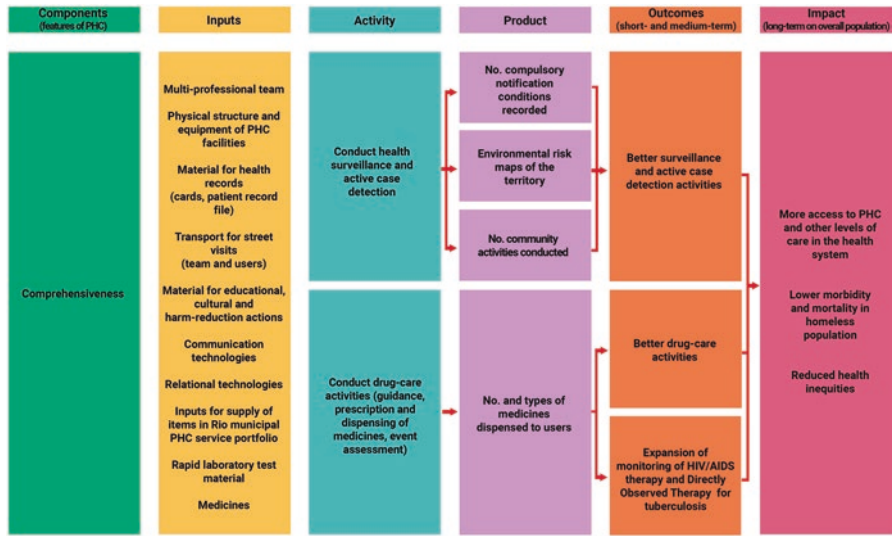 Components
(features of PHC)
Inputs
Activity
Product
Outcomes
(short- and medium-term)
Impact
(long-term on overall population)
Comprehensiveness
Multi-professional team
Physical structure and
equipment of PHC
facilities
Material for health
records
(cards, patient record
file)
Transport for street
visits
(team and users)
Material for educational,
cultural and
harm-reduction actions
Communication
technologies
Relational technologies
Inputs for supply of
items in Rio municipal
PHC service portfolio
Rapid laboratory test
material
Medicines
Conduct health
surveillance and
active case
detection
Conduct drug-care
activities (guidance,
prescription and
dispensing of
medicines, event
assessment)
No. compulsory
notification
conditions
recorded
Environmental risk
maps of the
territory
No. community
activities conducted
No. and types of
medicines
dispensed to users
Better surveillance
and active case
detection activities
Better drug-care
activities
Expansion of
monitoring of HIV/AIDS
therapy and Directly
Observed Therapy for
tuberculosis
More access to PHC
and other levels of
care in the health
system
Lower morbidity
and mortality in
homeless
population
Reduced health
inequities